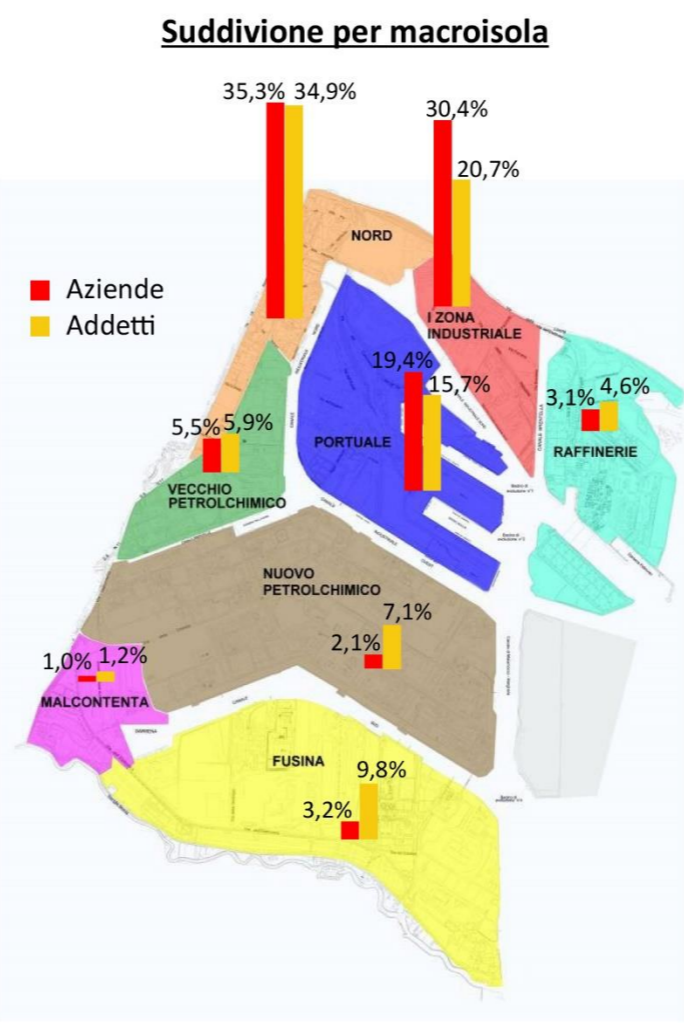 Suddivione per macroisola
35,3% 34,9%
30,4%
20,7%
NORD
Aziende
Addetti
I ZONA
INDUSTRIALE
19,4%
15,7%
3,1% 4,6%
5,5% 5,9%
PORTUALE
RAFFINERIE
VECCHIO
PETROLCHIMICO
NUOVO
PETROLCHIMICO
7,1%
2,1%
1,0% 1,2%
MALCONTENTA
DARSENA
FUSINA
9,8%
3,2%